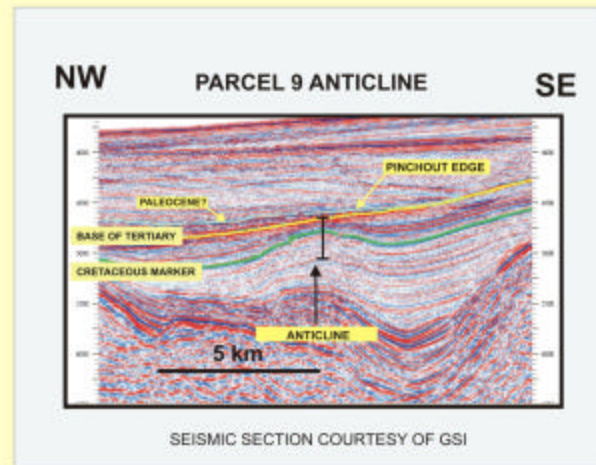 NW
PARCEL 9 ANTICLINE
SE
PINCHOUT EDGE
PALEOCENE?
BASE OF TERTIARY
CRETACEOUS MARKER
ANTICLINE
5 km
SEISMIC SECTION COURTESY OF GSI